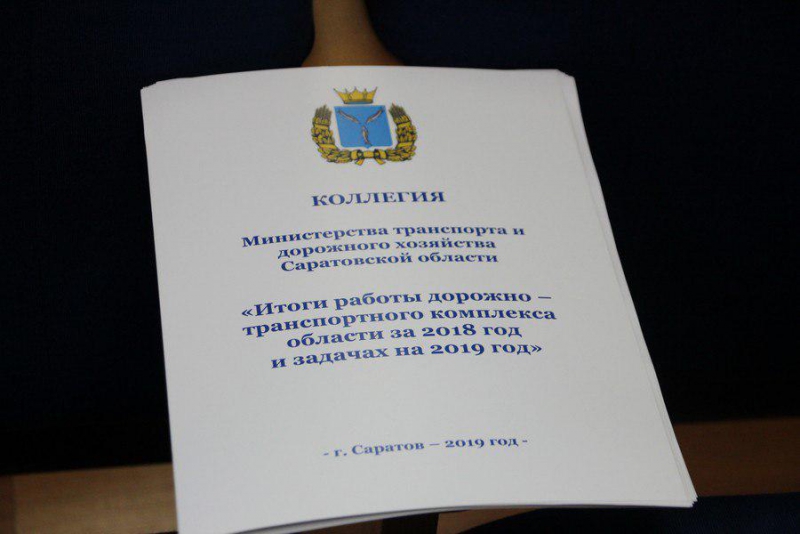 КОЛЛЕГИЯ
Министерства транспорта и
дорожного хозяйства
Саратовской области
«Итоги работы дорожно –
транспортного комплекса
области за 2018 год
и задачах на 2019 год»
- г. Саратов – 2019 год -